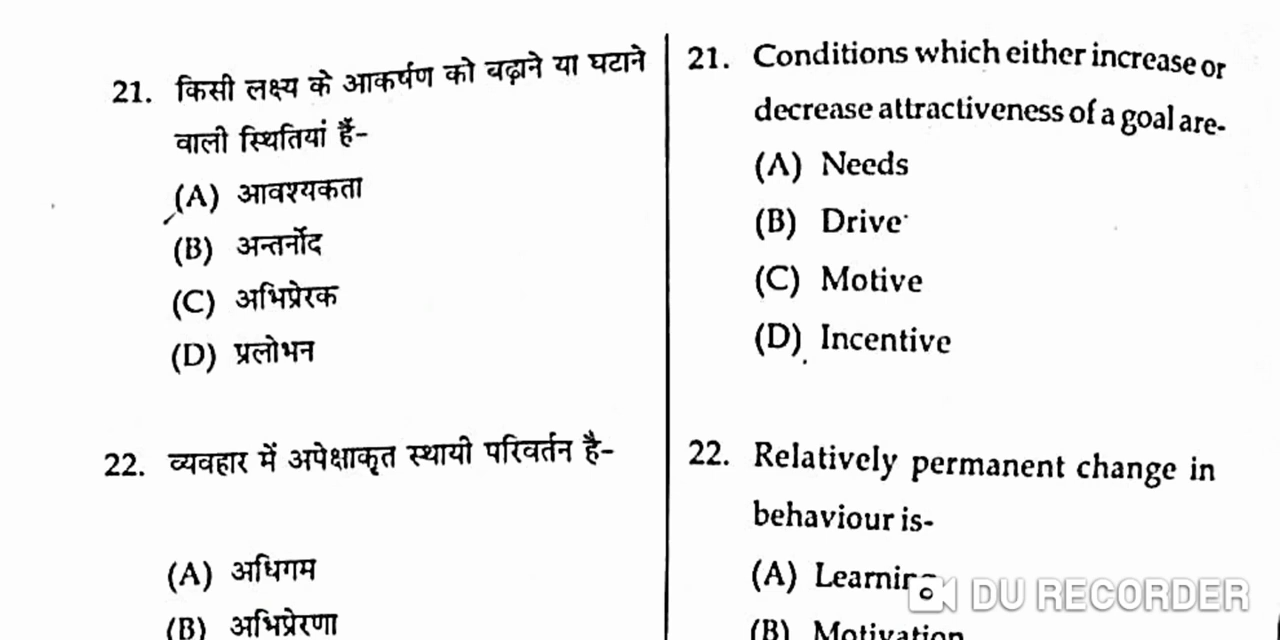 21. किसी लक्ष्य के आकर्षण को बढ़ाने या घटाने
वाली स्थितियां हैं-
(A) आवश्यकता
(B) अन्तर्नोद
(C) अभिप्रेरक
(D) प्रलोभन
22. व्यवहार में अपेक्षाकृत स्थायी परिवर्तन है-
(A) अधिगम
(B) अभिप्रेरणा
21. Conditions which either increase or
decrease attractiveness of a goal are-
(A) Needs
(B) Drive
(C) Motive
(D) Incentive
22. Relatively permanent change in
behaviour is-
(A) Learning
(B) Motivation
DU RECORDER